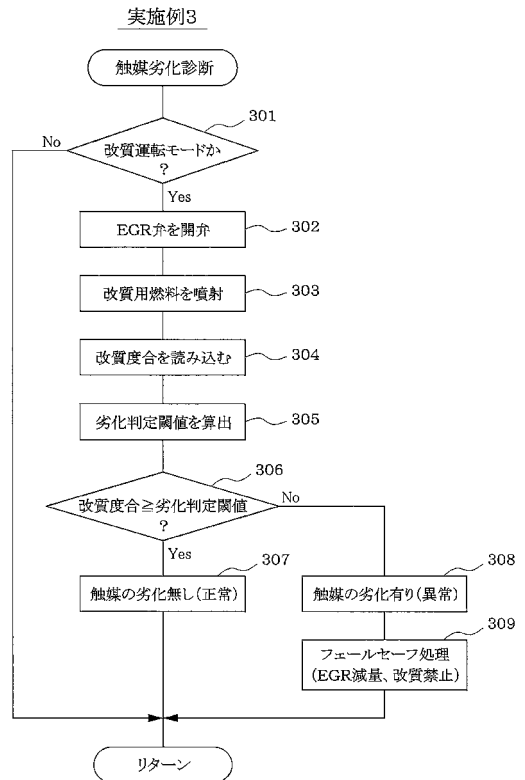 実施例3
触媒劣化診断
301
No
改質運転モードか
?
Yes
EGR弁を開弁
302
改質用燃料を噴射
303
改質度合を読み込む
304
劣化判定閾値を算出
305
306
改質度合≧劣化判定閾値
?
No
Yes
307
触媒の劣化無し(正常)
308
触媒の劣化有り(異常)
309
フェールセーフ処理
(EGR減量、改質禁止)
リターン